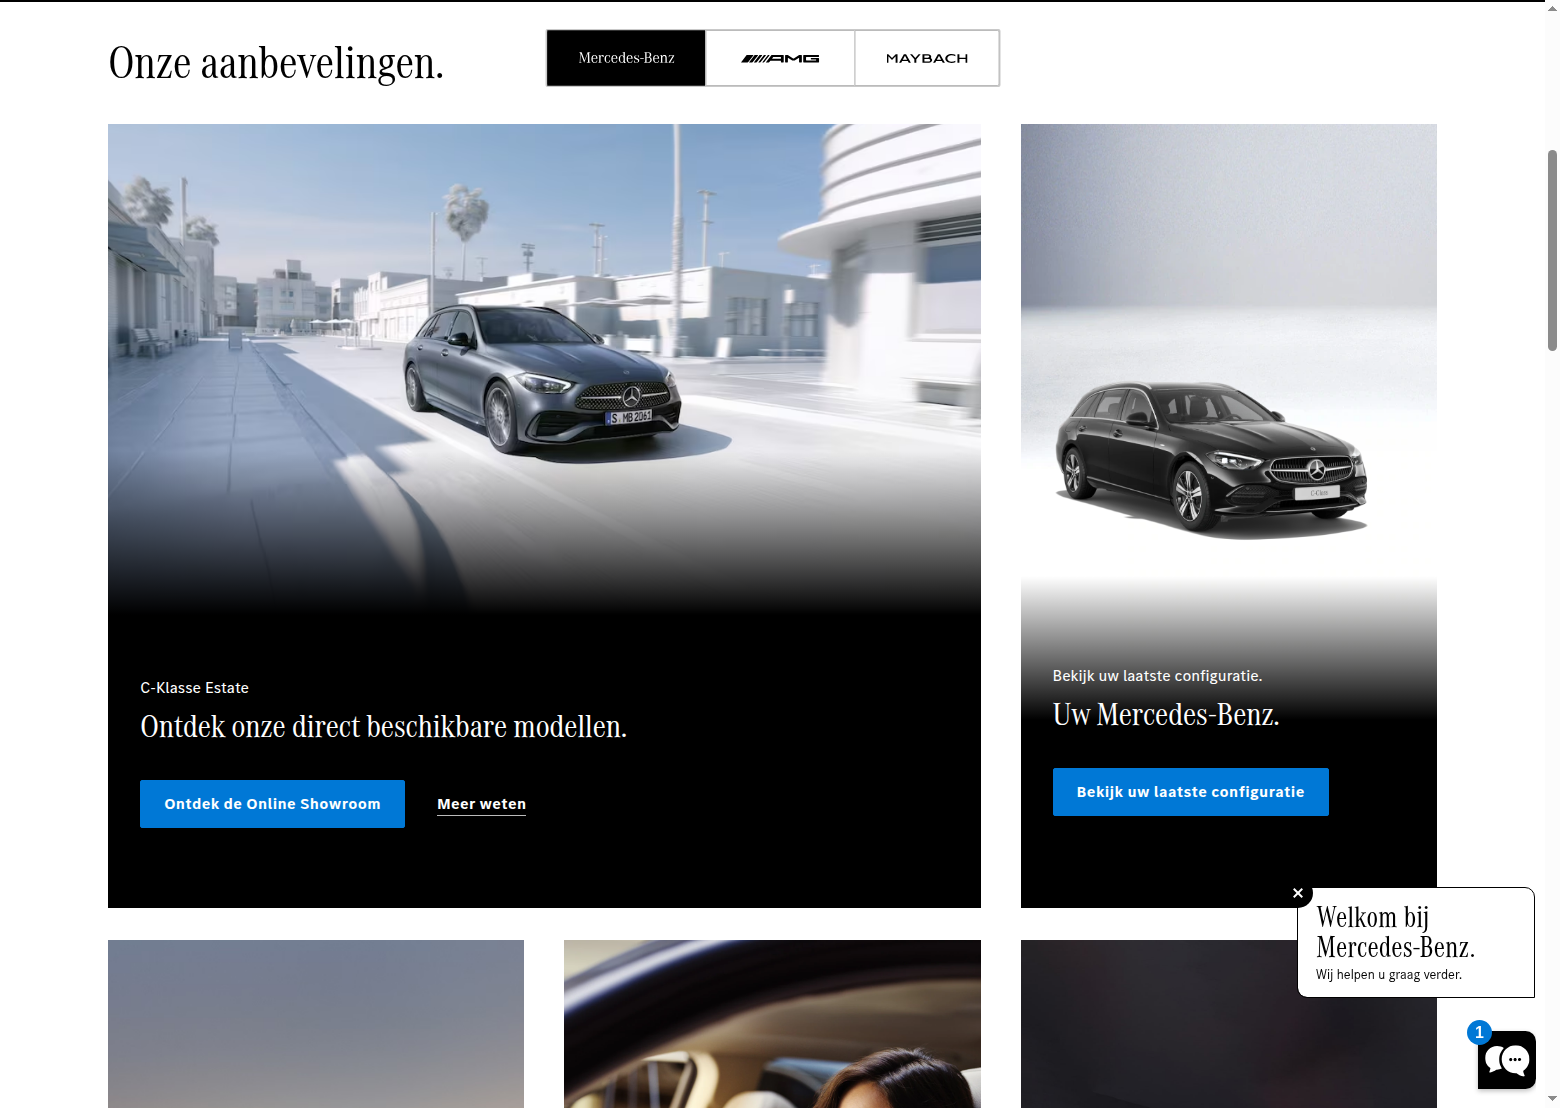 Onze aanbevelingen.
Mercedes-Benz
AMG
MAYBACH
S MB 2061
C-Klasse Estate
Ontdek onze direct beschikbare modellen.
Ontdek de Online Showroom
Meer weten
C-Class
Bekijk uw laatste configuratie.
Uw Mercedes-Benz.
Bekijk uw laatste configuratie
Welkom bij
Mercedes-Benz.
Wij helpen u graag verder.
1